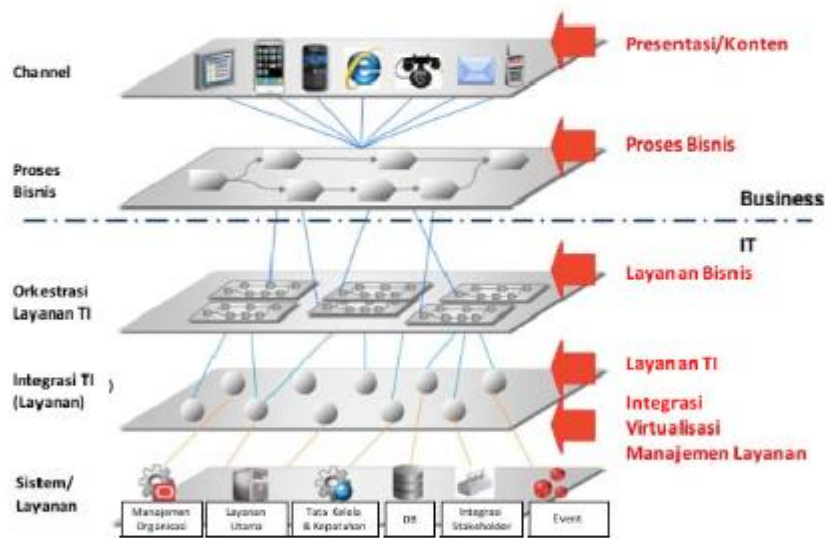 Channel
Presentasi/Konten
Proses
Bisnis
Proses Bisnis
Business
IT
Orkestrasi
Layanan TI
Layanan Bisnis
Integrasi TI
(Layanan)
)
Layanan TI
Integrasi
Virtualisasi
Manajemen Layanan
Sistem/
Layanan
Manajemen
Organisasi
Layanan
Utama
Tata Kelola
& Kepatuhan
DB
Integrasi
Stakeholder
Event